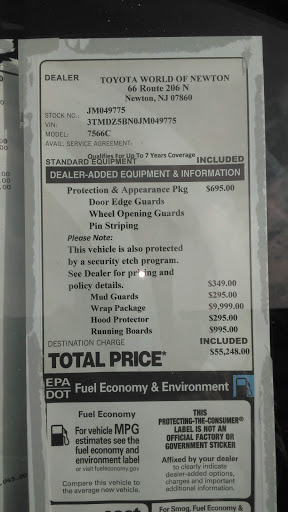 DEALER
TOYOTA WORLD OF NEWTON
66 Route 206 N
Newton, NJ 07860
STOCK NO.: JM049775
VIN: 3TMDZ5BN0JM049775
MODEL: 7566C
AVAIL. SERVICE AGREEMENT:
Qualifies For Up To 7 Years Coverage
STANDARD EQUIPMENT INCLUDED
DEALER-ADDED EQUIPMENT & INFORMATION
Protection & Appearance Pkg $695.00
Door Edge Guards
Wheel Opening Guards
Pin Striping
Please Note:
This vehicle is also protected
by a security etch program.
See Dealer for pricing and
policy details. $349.00
Mud Guards $295.00
Wrap Package $9,999.00
Hood Protector $295.00
Running Boards $995.00
DESTINATION CHARGE INCLUDED
TOTAL PRICE* $55,248.00
EPA
DOT
Fuel Economy & Environment
Fuel Economy
For vehicle MPG
estimates see the
fuel economy and
environment label
or visit fueleconomy.gov
Compare this vehicle to
the average new vehicle.
THIS
PROTECTING-THE-CONSUMER®
LABEL IS NOT AN
OFFICIAL FACTORY OR
GOVERNMENT STICKER
Affixed by your dealer
to clearly indicate
dealer-added options,
charges and important
additional information.
For Smog, Fuel Economy &